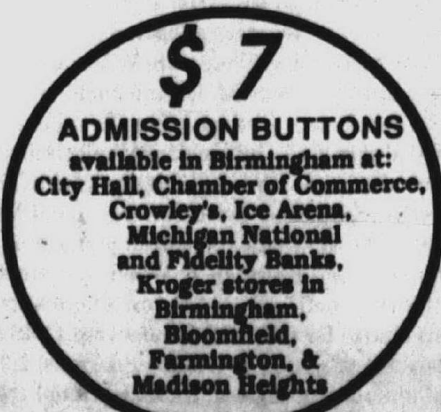 $7
ADMISSION BUTTONS
available in Birmingham at:
City Hall, Chamber of Commerce,
Crowley's, Ice Arena,
Michigan National
and Fidelity Banks,
Kroger stores in
Birmingham,
Bloomfield,
Farmington, &
Madison Heights